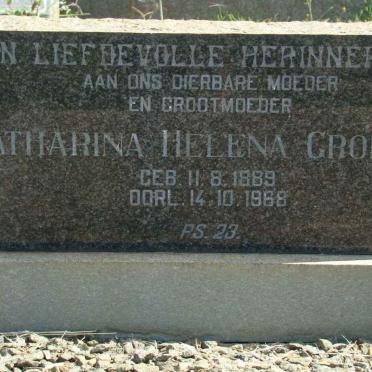 N LIEFDEVOLLE HERINNER
AAN ONS DIERBARE MOEDER
EN GROOTMOEDER
ATHARINA HELENA GRO
GEB. 11. 8. 1889
OORL. 14. 10. 1968
PS. 23.